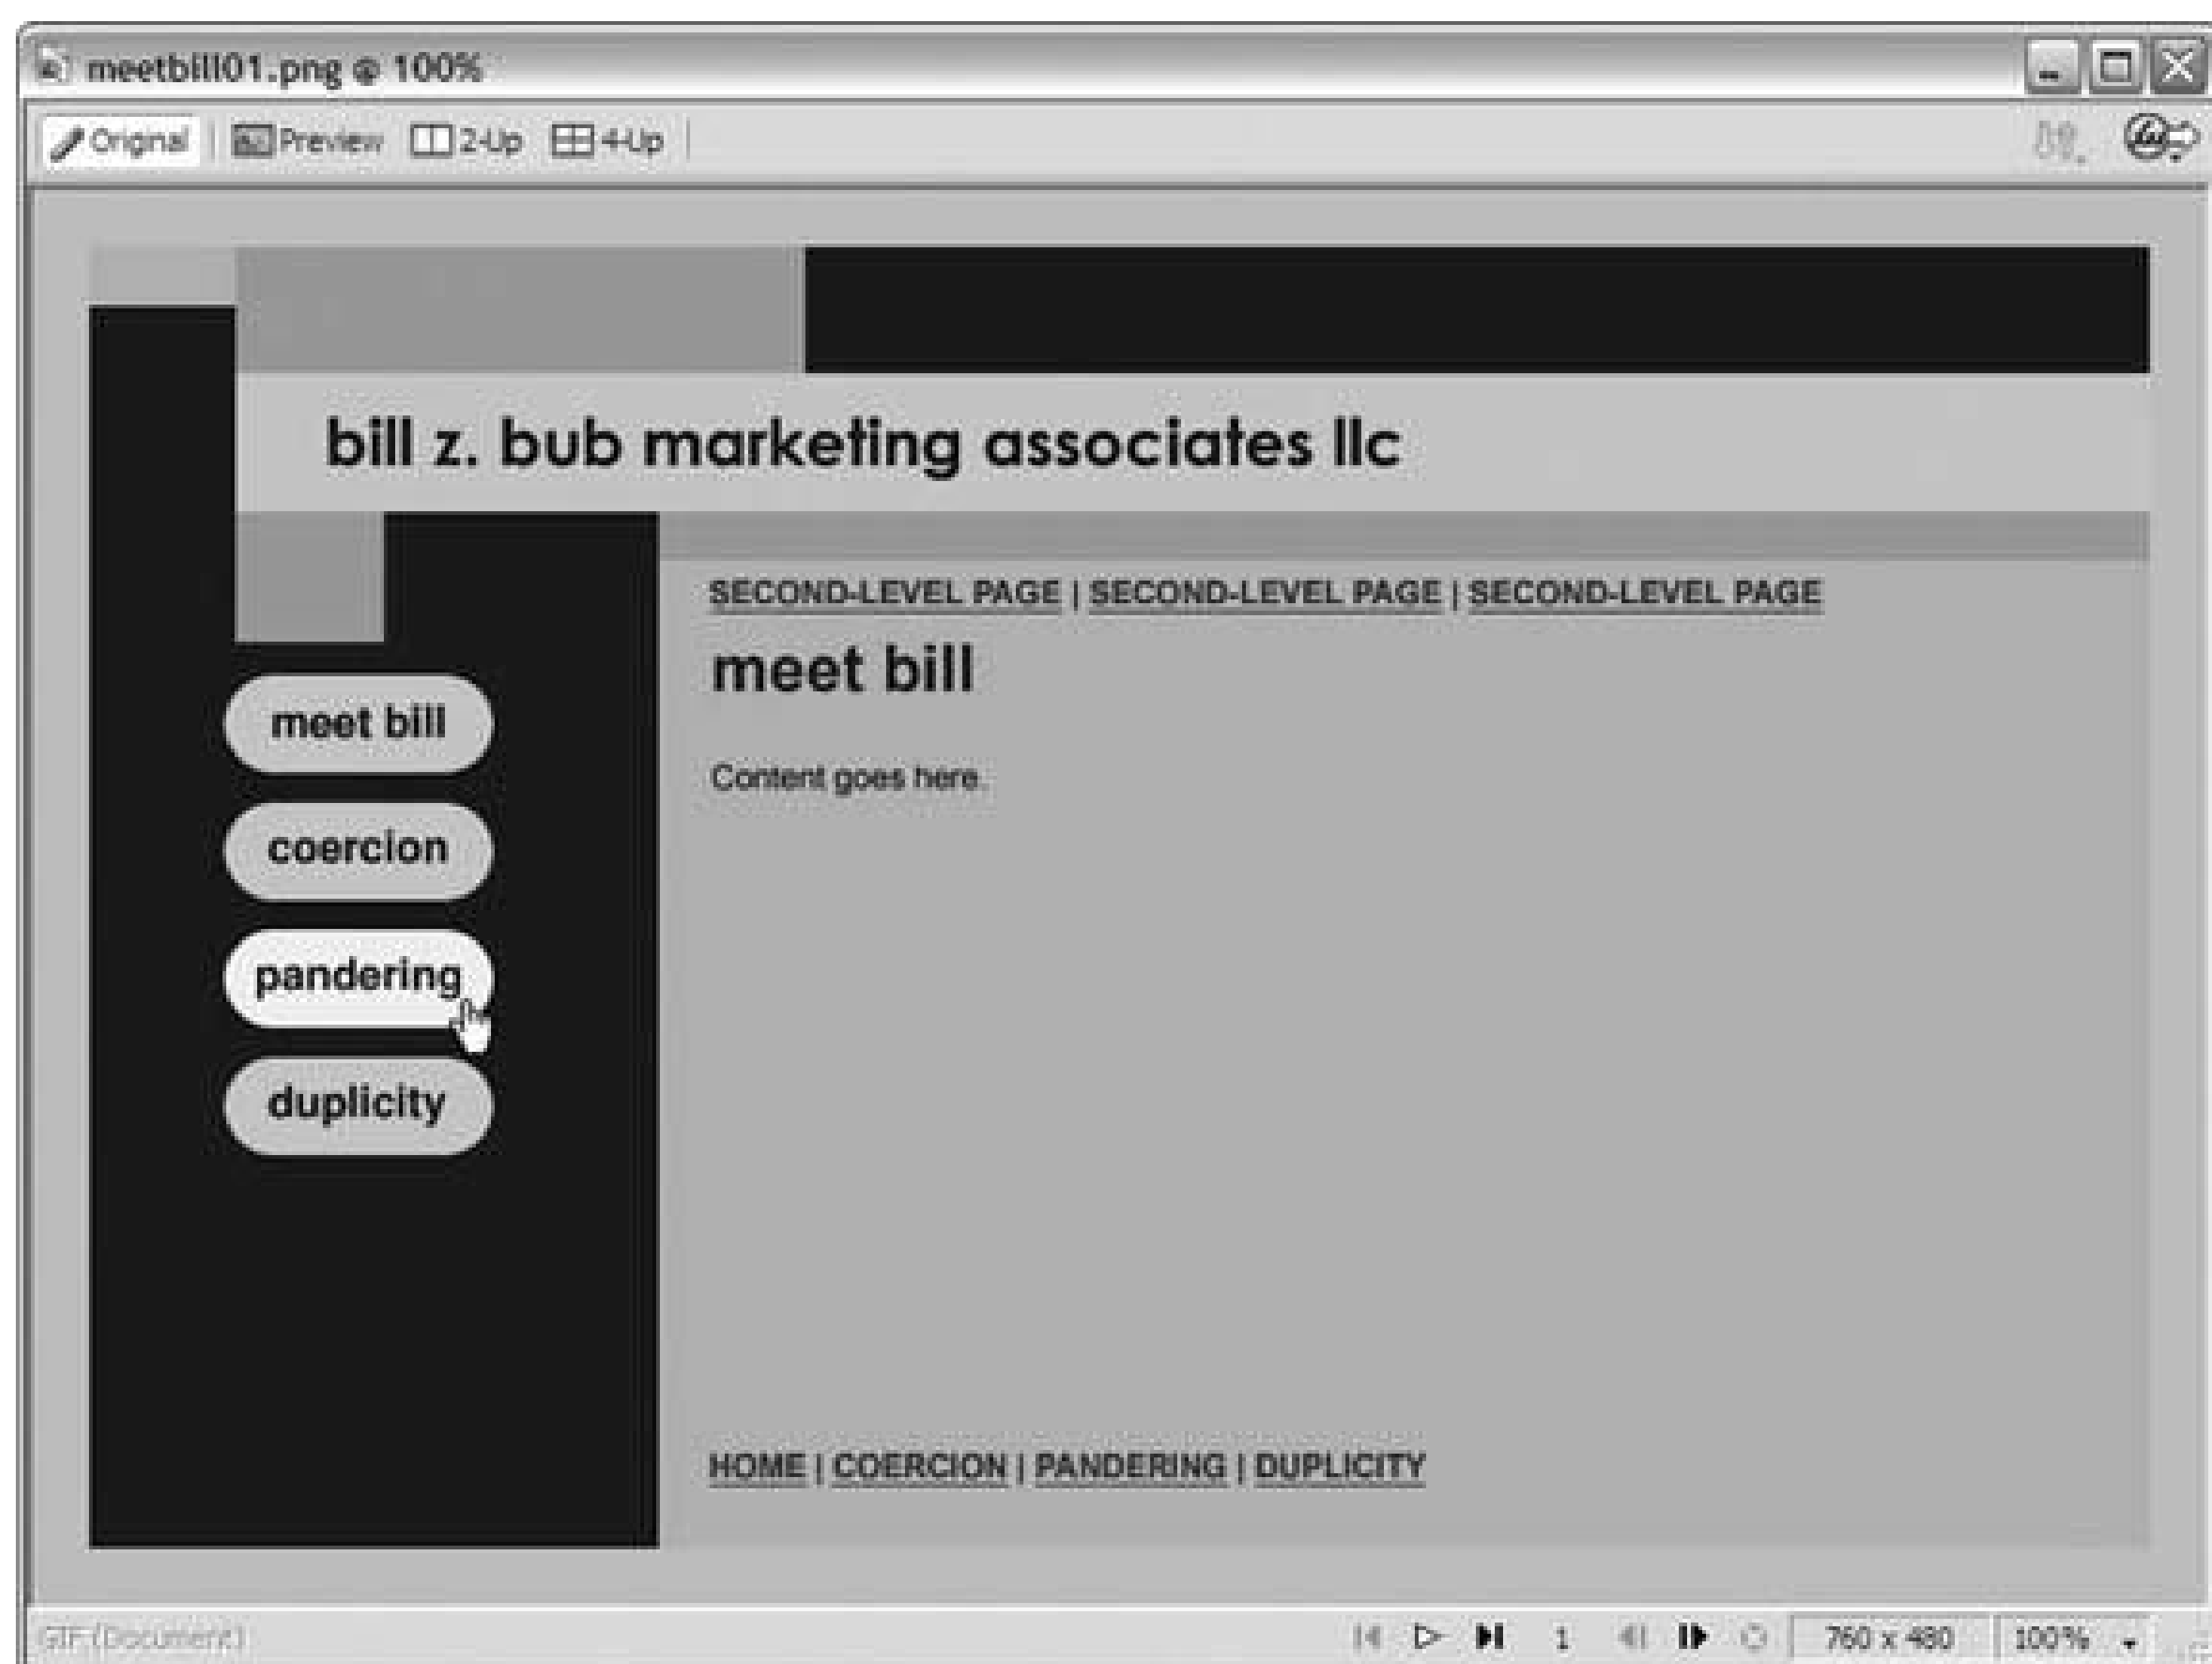 meetbill01.png @ 100%
Original Preview 2-Up 4-Up
bill z. bub marketing associates llc
SECOND-LEVEL PAGE | SECOND-LEVEL PAGE | SECOND-LEVEL PAGE
meet bill
Content goes here.
meet bill
coercion
pandering
duplicity
HOME | COERCION | PANDERING | DUPLICITY
GIF (Document) 1 760 x 480 100%